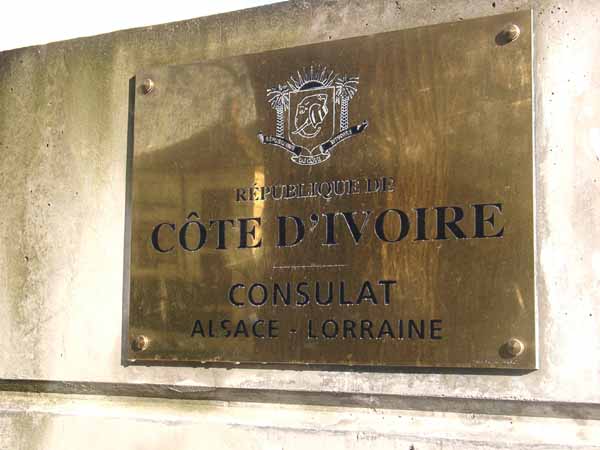 RÉPUBLIQUE DE
CÔTE D'IVOIRE
CONSULAT
ALSACE - LORRAINE